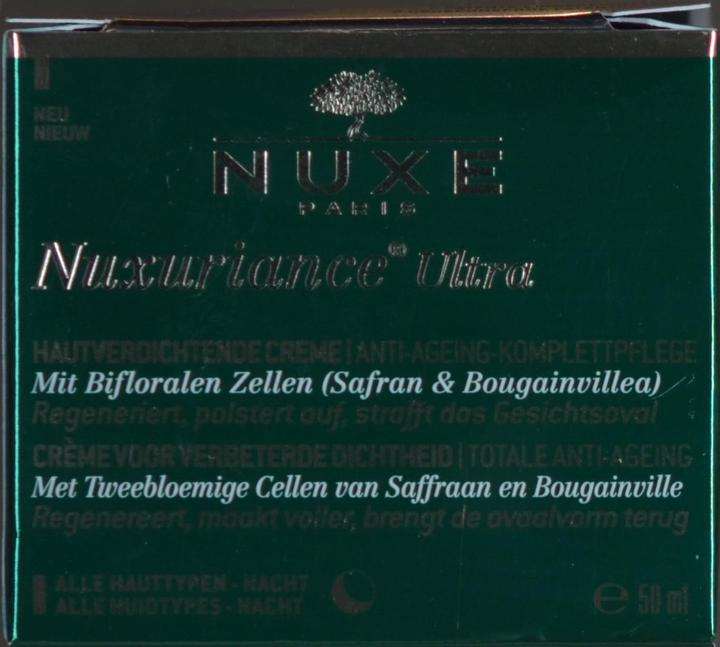 NEU
NIEUW
NUXE
PARIS
Nuxuriance® Ultra
HAUTVERDICHTENDE CREME | ANTI-AGEING-KOMPLETTPFLEGE
Mit Bifloralen Zellen (Safran & Bougainvillea)
Regeneriert, polstert auf, strafft das Gesichtsoval
CRÈME VOOR VERBETERDE DICHTHEID | TOTALE ANTI-AGEING
Met Tweebloemige Cellen van Saffraan en Bougainville
Regenereert, maakt voller, brengt de ovaalvorm terug
ALLE HAUTTYPEN - NACHT
ALLE HUIDTYPES - NACHT
℮ 50 ml